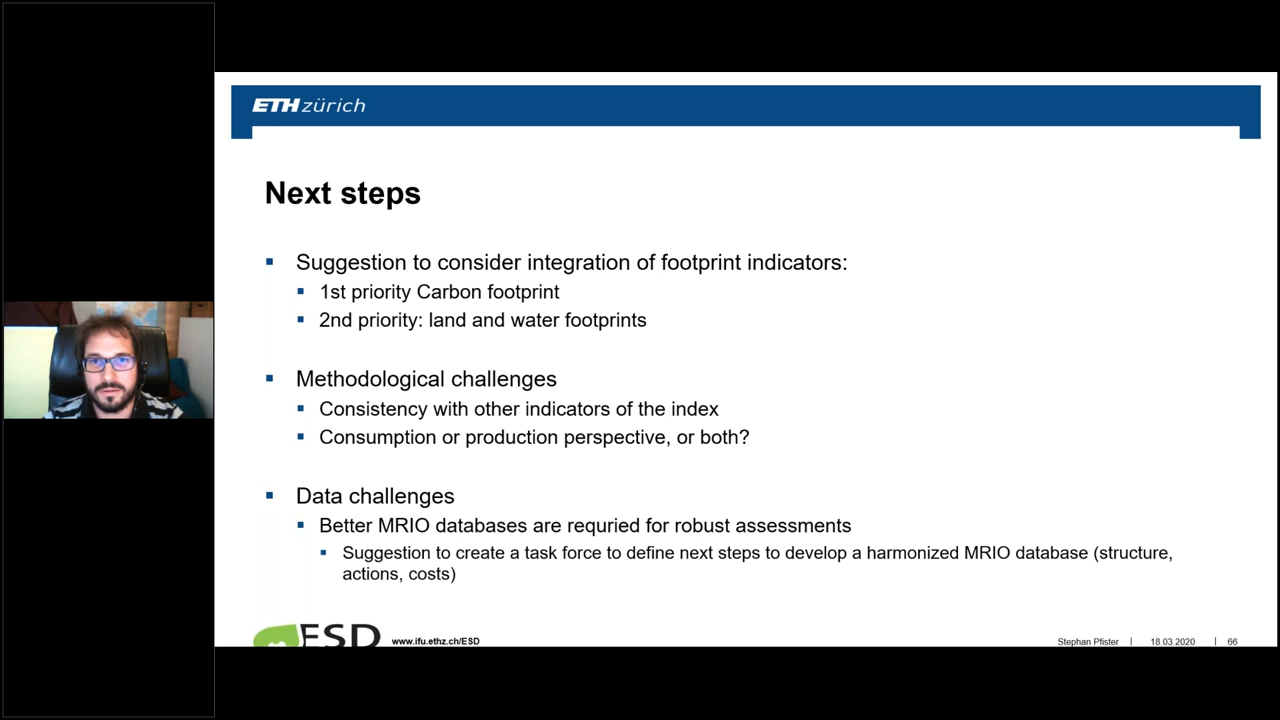 ETH zürich
Next steps
Suggestion to consider integration of footprint indicators:
1st priority Carbon footprint
2nd priority: land and water footprints
Methodological challenges
Consistency with other indicators of the index
Consumption or production perspective, or both?
Data challenges
Better MRIO databases are requried for robust assessments
Suggestion to create a task force to define next steps to develop a harmonized MRIO database (structure,
actions, costs)
ESD www.ifu.ethz.ch/ESD Stephan Pfister | 18.03.2020 | 66